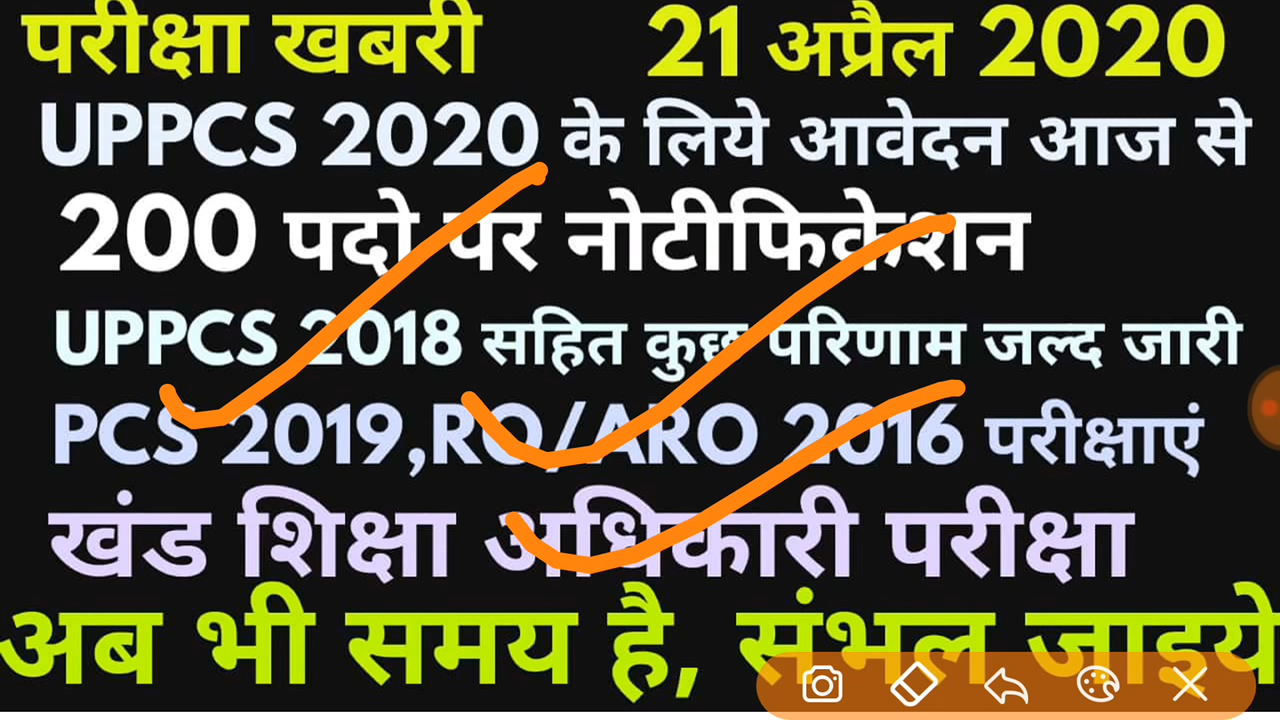 परीक्षा खबरी 21 अप्रैल 2020
UPPCS 2020 के लिये आवेदन आज से
200 पदो पर नोटीफिकेशन
UPPCS 2018 सहित कुछ परिणाम जल्द जारी
PCS 2019,RO/ARO 2016 परीक्षाएं
खंड शिक्षा अधिकारी परीक्षा
अब भी समय है, संभल जाइये